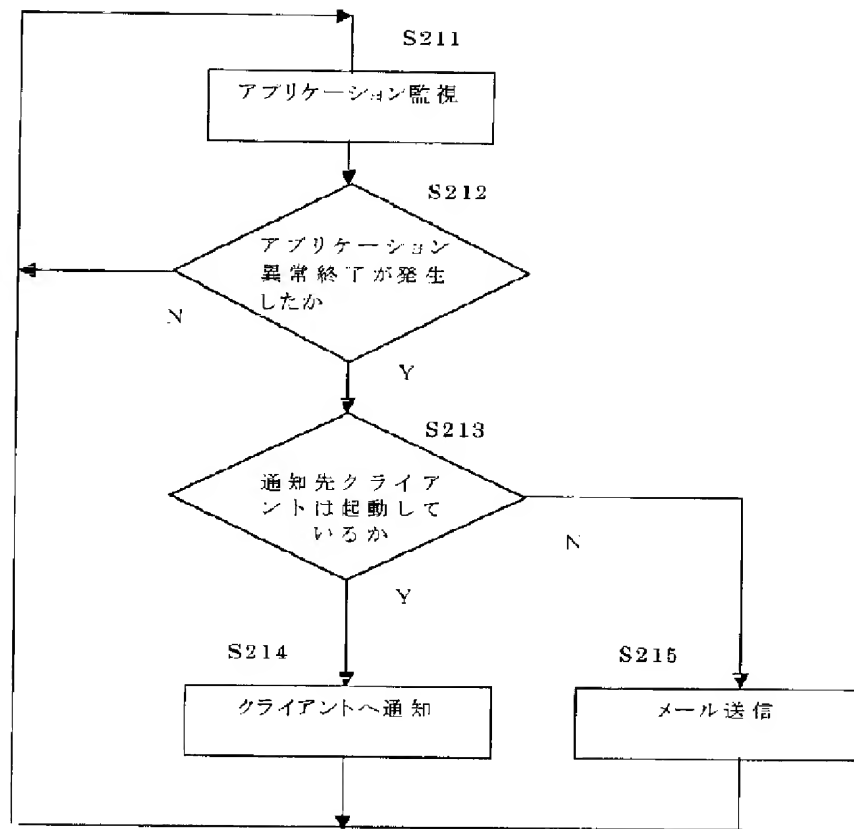 S211
アプリケーション監視
S212
アプリケーション
異常終了が発生
したか
N
Y
S213
通知先クライア
ントは起動して
いるか
N
Y
S214
クライアントへ通知
S215
メール送信